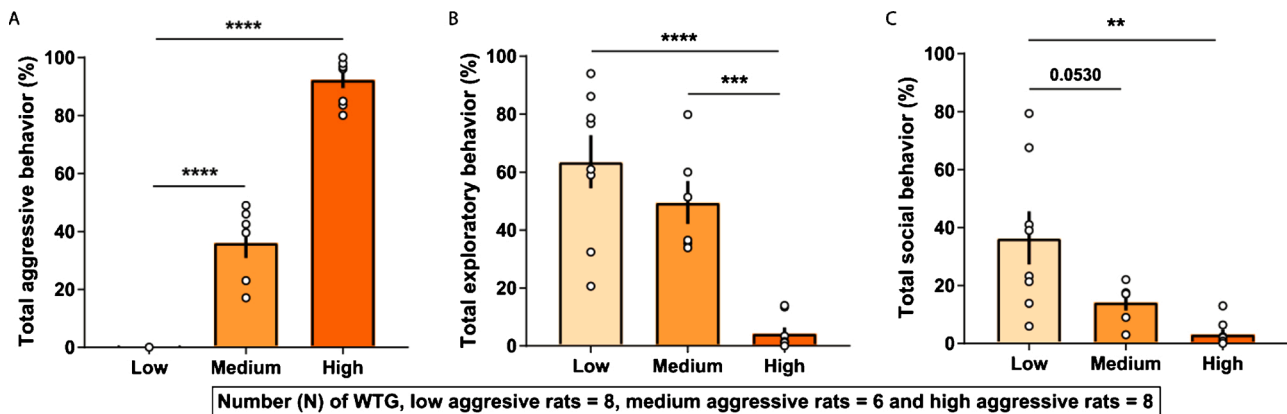 A
Total aggressive behavior (%)
100
80
60
40
20
0
****
****
Low Medium High
B
Total exploratory behavior (%)
100
80
60
40
20
0
****
***
Low Medium High
C
Total social behavior (%)
100
80
60
40
20
0
**
0.0530
Low Medium High
Number (N) of WTG, low aggresive rats = 8, medium aggressive rats = 6 and high aggressive rats = 8